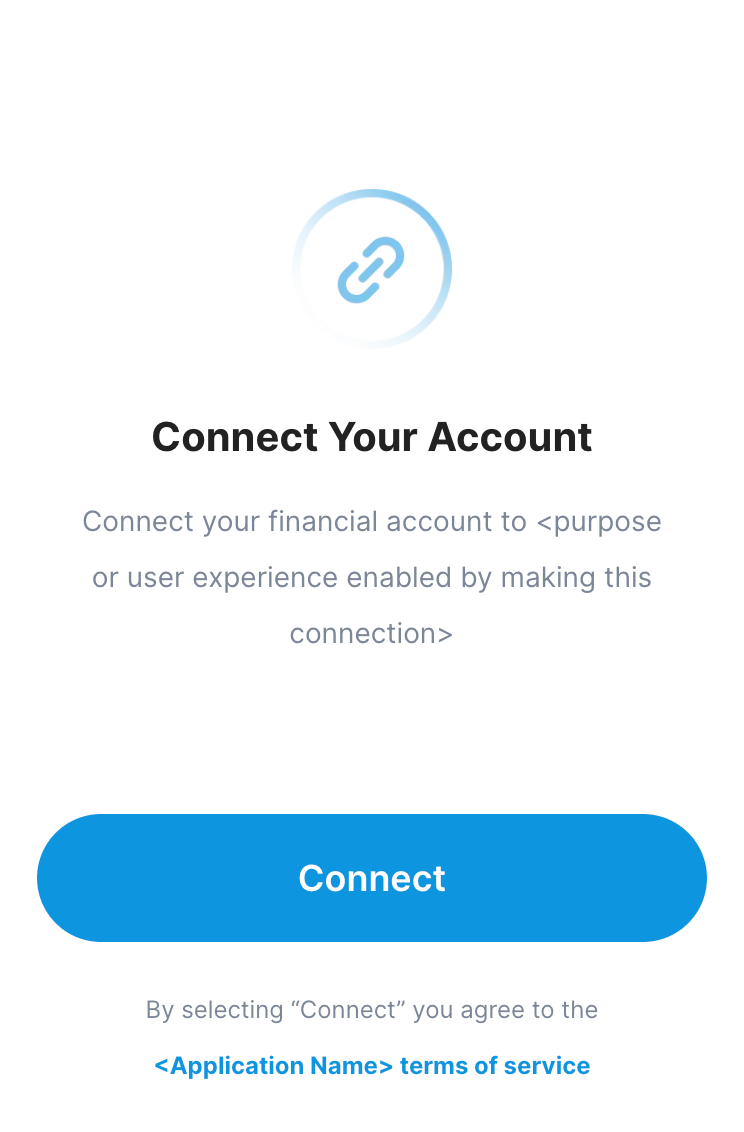 Connect Your Account
Connect your financial account to <purpose
or user experience enabled by making this
connection>
Connect
By selecting “Connect” you agree to the
<Application Name> terms of service